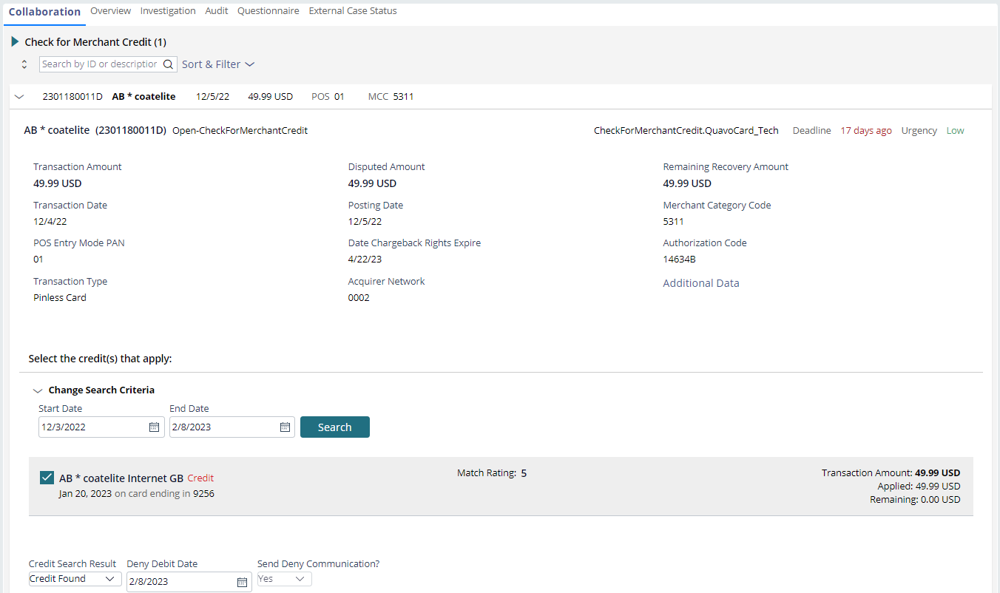 Collaboration Overview Investigation Audit Questionnaire External Case Status
Check for Merchant Credit (1)
Search by ID or description Sort & Filter
2301180011D AB * coatelite 12/5/22 49.99 USD POS 01 MCC 5311
AB * coatelite (2301180011D) Open-CheckForMerchantCredit CheckForMerchantCredit.QuavoCard_Tech Deadline 17 days ago Urgency Low
Transaction Amount Disputed Amount Remaining Recovery Amount
49.99 USD 49.99 USD 49.99 USD
Transaction Date Posting Date Merchant Category Code
12/4/22 12/5/22 5311
POS Entry Mode PAN Date Chargeback Rights Expire Authorization Code
01 4/22/23 14634B
Transaction Type Acquirer Network Additional Data
Pinless Card 0002
Select the credit(s) that apply:
Change Search Criteria
Start Date End Date
12/3/2022 2/8/2023 Search
AB * coatelite Internet GB Credit Match Rating: 5 Transaction Amount: 49.99 USD
Jan 20, 2023 on card ending in 9256 Applied: 49.99 USD
Remaining: 0.00 USD
Credit Search Result Deny Debit Date Send Deny Communication?
Credit Found 2/8/2023 Yes